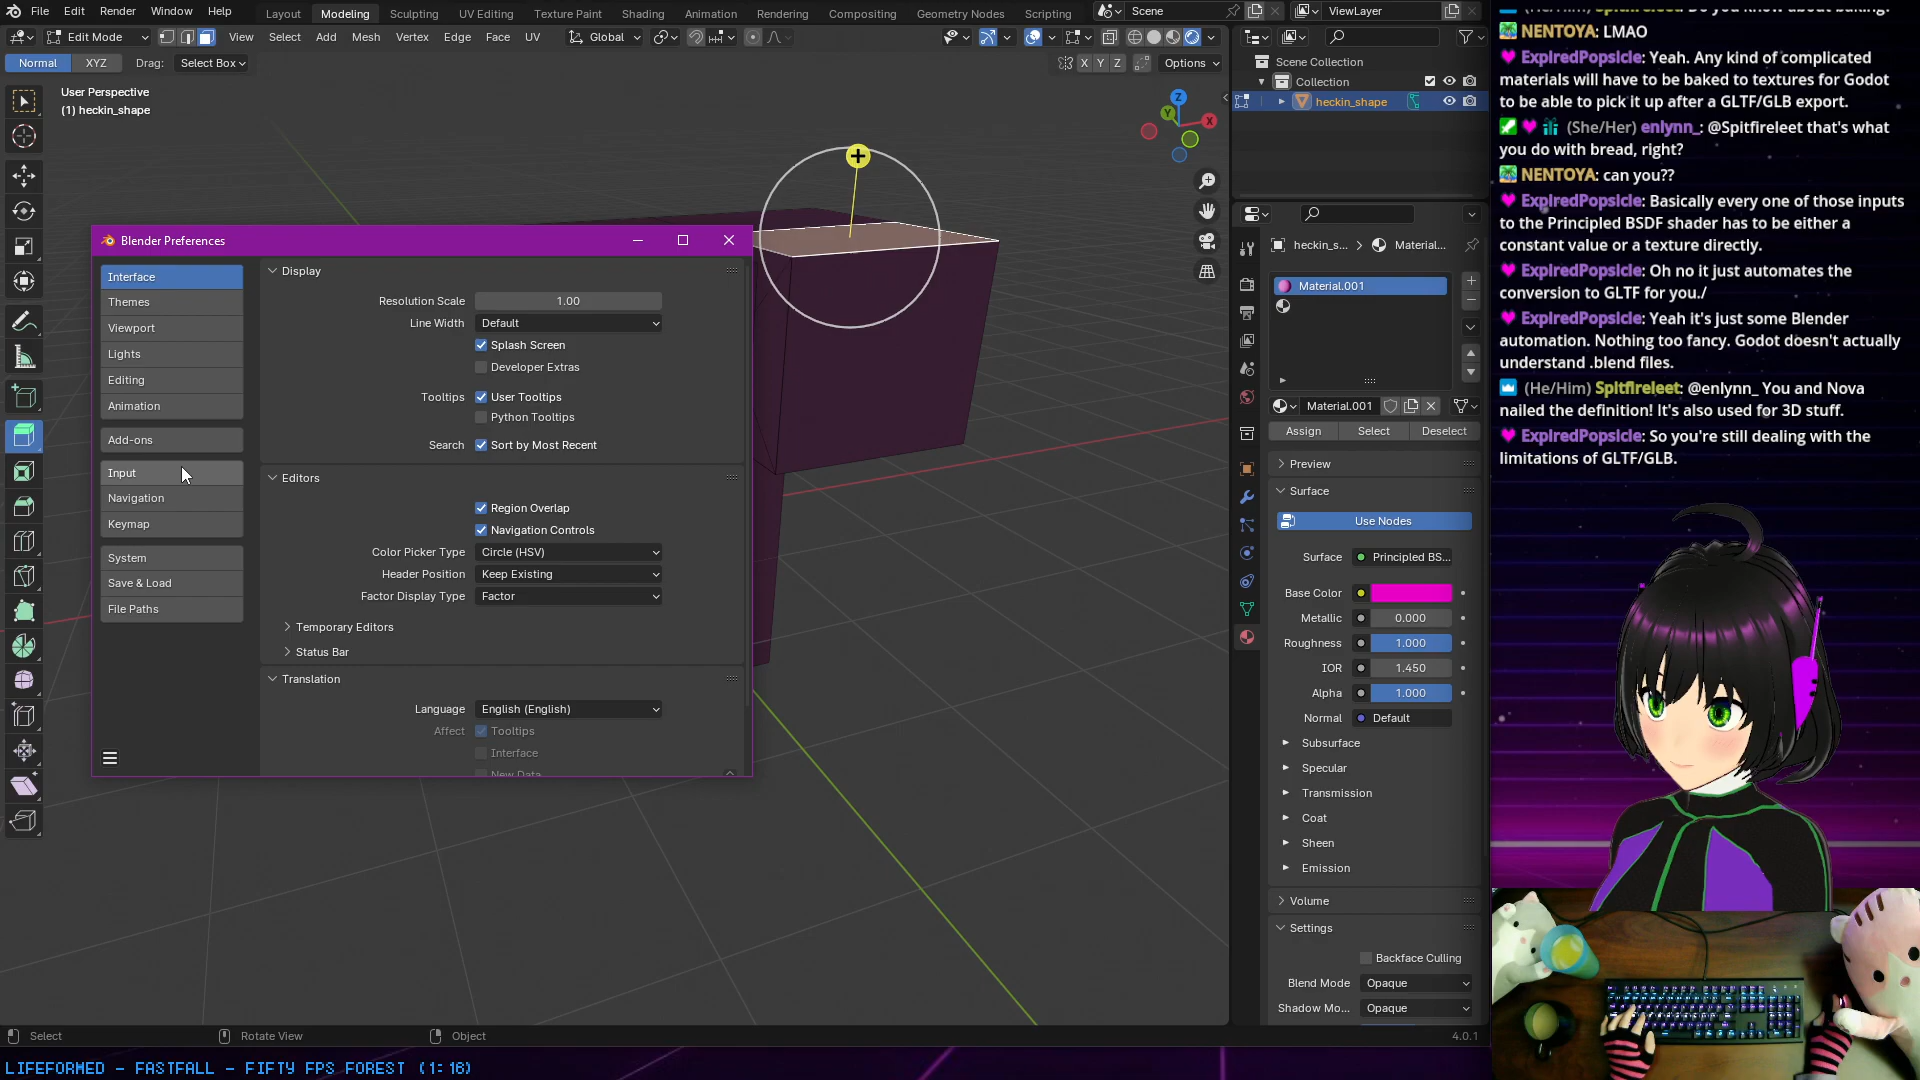 File Edit Render Window Help Layout Modeling Sculpting UV Editing Texture Paint Shading Animation Rendering Compositing Geometry Nodes Scripting Scene ViewLayer
Edit Mode View Select Add Mesh Vertex Edge Face UV Global
Normal XYZ Drag: Select Box X Y Z Options
User Perspective
(1) heckin_shape
Scene Collection
Collection
heckin_shape
Z
Y
X
Blender Preferences
Interface
Themes
Viewport
Lights
Editing
Animation
Add-ons
Input
Navigation
Keymap
System
Save & Load
File Paths
Display
Resolution Scale 1.00
Line Width Default
Splash Screen
Developer Extras
Tooltips User Tooltips
Python Tooltips
Search Sort by Most Recent
Editors
Region Overlap
Navigation Controls
Color Picker Type Circle (HSV)
Header Position Keep Existing
Factor Display Type Factor
Temporary Editors
Status Bar
Translation
Language English (English)
Affect Tooltips
Interface
New Data
heckin_s... Material...
Material.001
Material.001
Assign Select Deselect
Preview
Surface
Use Nodes
Surface Principled BS...
Base Color
Metallic 0.000
Roughness 1.000
IOR 1.450
Alpha 1.000
Normal Default
Subsurface
Specular
Transmission
Coat
Sheen
Emission
Volume
Settings
Backface Culling
Blend Mode Opaque
Shadow Mo... Opaque
Select Rotate View Object 4.0.1
(He/Him) Spitfireleet Do you know about baking?
NENTOYA: LMAO
ExpiredPopsicle: Yeah. Any kind of complicated
materials will have to be baked to textures for Godot
to be able to pick it up after a GLTF/GLB export.
(She/Her) enlynn_: @Spitfireleet that's what
you do with bread, right?
NENTOYA: can you??
ExpiredPopsicle: Basically every one of those inputs
to the Principled BSDF shader has to be either a
constant value or a texture directly.
ExpiredPopsicle: Oh no it just automates the
conversion to GLTF for you./
ExpiredPopsicle: Yeah it's just some Blender
automation. Nothing too fancy. Godot doesn't actually
understand .blend files.
(He/Him) Spitfireleet: @enlynn_ You and Nova
nailed the definition! It's also used for 3D stuff.
ExpiredPopsicle: So you're still dealing with the
limitations of GLTF/GLB.
LIFEFORMED - FASTFALL - FIFTY FPS FOREST (1:16)